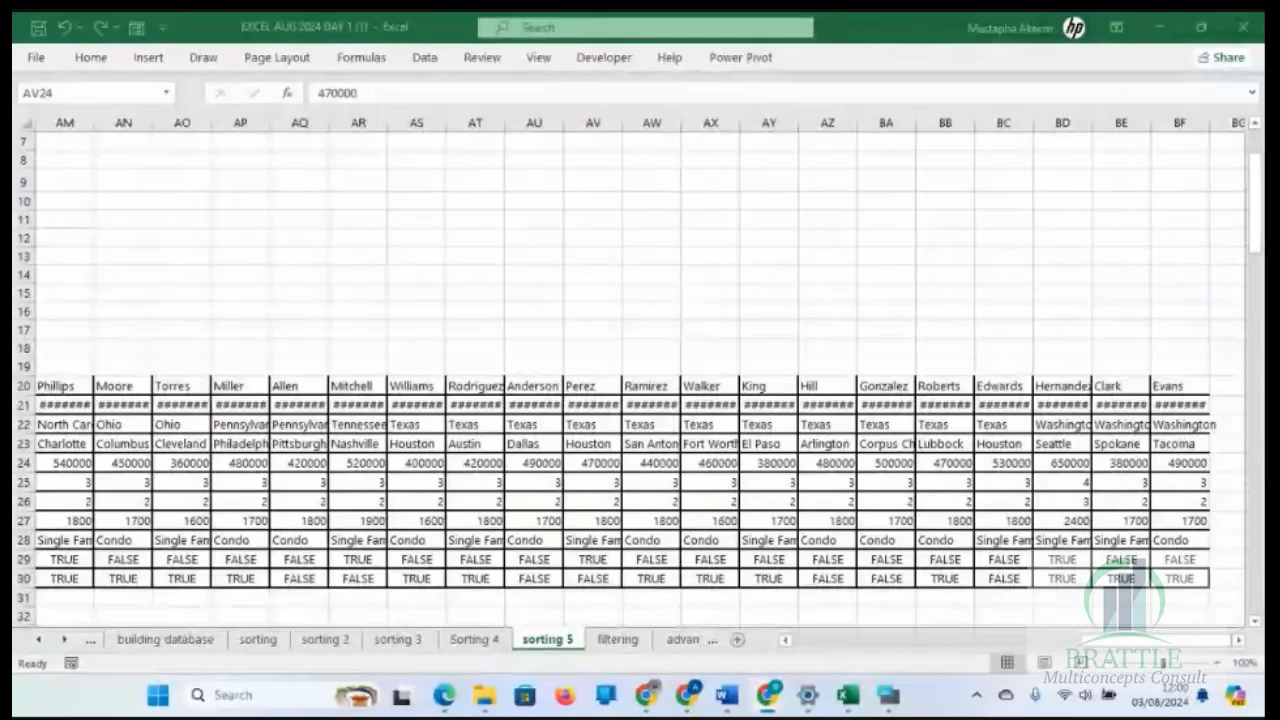 EXCEL AUG 2024 DAY 1 (1) - Excel Search Mustapha Akeem hp
File Home Insert Draw Page Layout Formulas Data Review View Developer Help Power Pivot Share
AV24 fx 470000
AM AN AO AP AQ AR AS AT AU AV AW AX AY AZ BA BB BC BD BE BF BG
7
8
9
10
11
12
13
14
15
16
17
18
19
20 Phillips Moore Torres Miller Allen Mitchell Williams Rodriguez Anderson Perez Ramirez Walker King Hill Gonzalez Roberts Edwards Hernandez Clark Evans
21 ####### ####### ####### ####### ####### ####### ####### ####### ####### ####### ####### ####### ####### ####### ####### ####### ####### ####### ####### #######
22 North Car Ohio Ohio Pennsylvan Pennsylvan Tennessee Texas Texas Texas Texas Texas Texas Texas Texas Texas Texas Texas Washingto Washingto Washington
23 Charlotte Columbus Cleveland Philadelph Pittsburgh Nashville Houston Austin Dallas Houston San Anton Fort Worth El Paso Arlington Corpus Ch Lubbock Houston Seattle Spokane Tacoma
24 540000 450000 360000 480000 420000 520000 400000 420000 490000 470000 440000 460000 380000 480000 500000 470000 530000 650000 380000 490000
25 3 3 3 3 3 3 3 3 3 3 3 3 3 3 3 3 3 4 3 3
26 2 2 2 2 2 2 2 2 2 2 2 2 2 2 2 2 2 3 2 2
27 1800 1700 1600 1700 1800 1900 1600 1800 1700 1800 1800 1600 1700 1800 1700 1800 1800 2400 1700 1700
28 Single Fam Condo Single Fam Condo Condo Single Fam Condo Single Fam Condo Single Fam Condo Condo Single Fam Condo Condo Condo Single Fam Single Fam Single Fam Condo
29 TRUE FALSE FALSE FALSE FALSE TRUE FALSE FALSE FALSE TRUE FALSE FALSE FALSE FALSE FALSE FALSE FALSE TRUE FALSE FALSE
30 TRUE TRUE TRUE TRUE FALSE FALSE TRUE TRUE FALSE FALSE TRUE TRUE TRUE FALSE FALSE TRUE FALSE TRUE TRUE TRUE
31
32
... building database sorting sorting 2 sorting 3 Sorting 4 sorting 5 filtering advan ...
Ready 100%
BRATTLE
Multiconcepts Consult
Search 12:00
03/08/2024